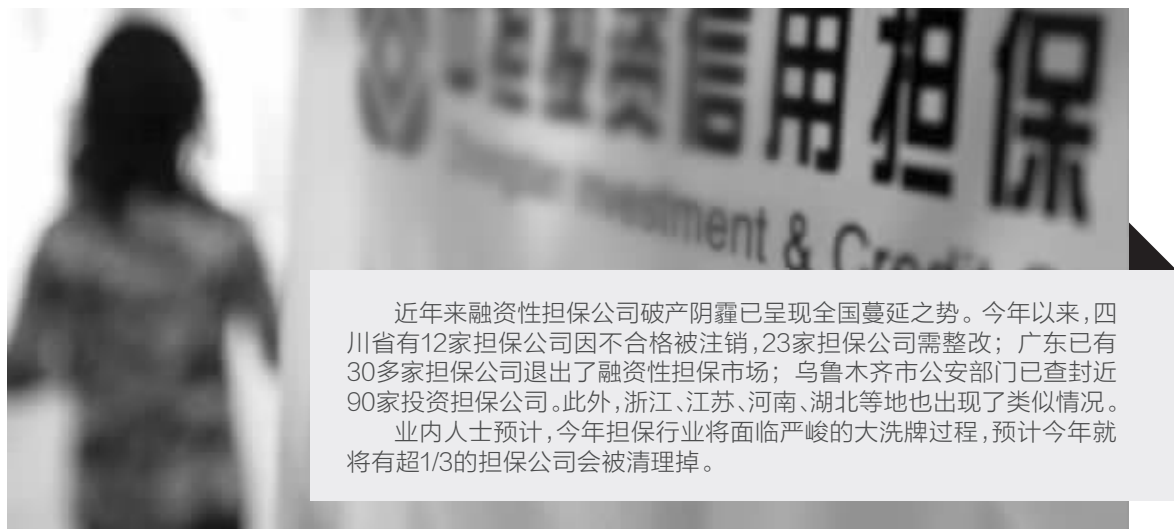 资信用担保
Investment & Credit
近年来融资性担保公司破产阴霾已呈现全国蔓延之势。今年以来,四
川省有12家担保公司因不合格被注销,23家担保公司需整改；广东已有
30多家担保公司退出了融资性担保市场；乌鲁木齐市公安部门已查封近
90家投资担保公司。此外,浙江、江苏、河南、湖北等地也出现了类似情况。
业内人士预计,今年担保行业将面临严峻的大洗牌过程,预计今年就
将有超1/3的担保公司会被清理掉。